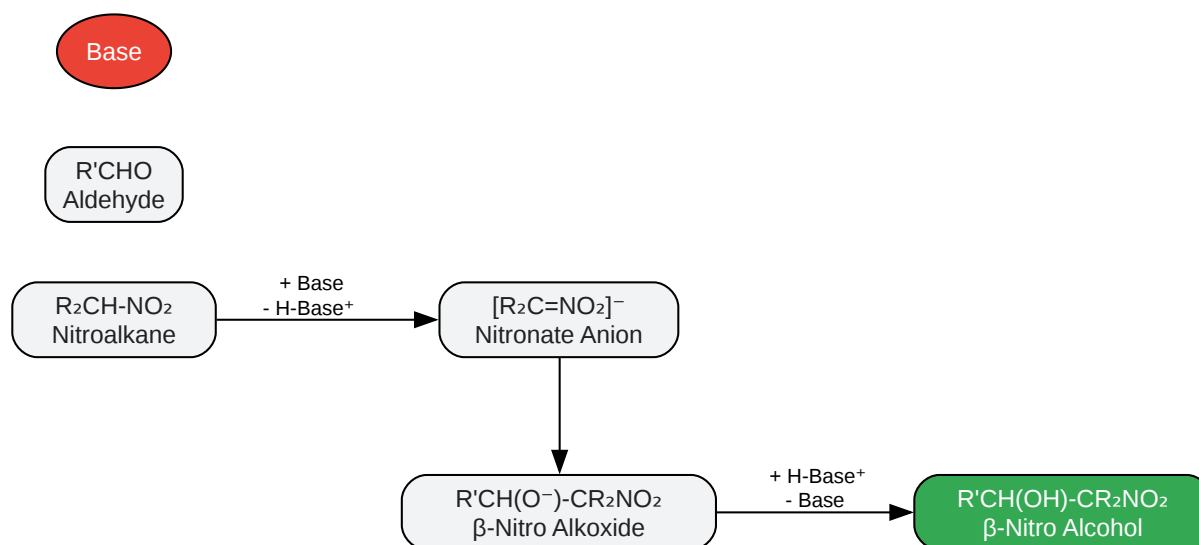 Base
R'CHO
Aldehyde
R₂CH-NO₂
Nitroalkane
+ Base
- H-Base⁺
[R₂C=NO₂]⁻
Nitronate Anion
R'CH(O⁻)-CR₂NO₂
β-Nitro Alkoxide
+ H-Base⁺
- Base
R'CH(OH)-CR₂NO₂
β-Nitro Alcohol